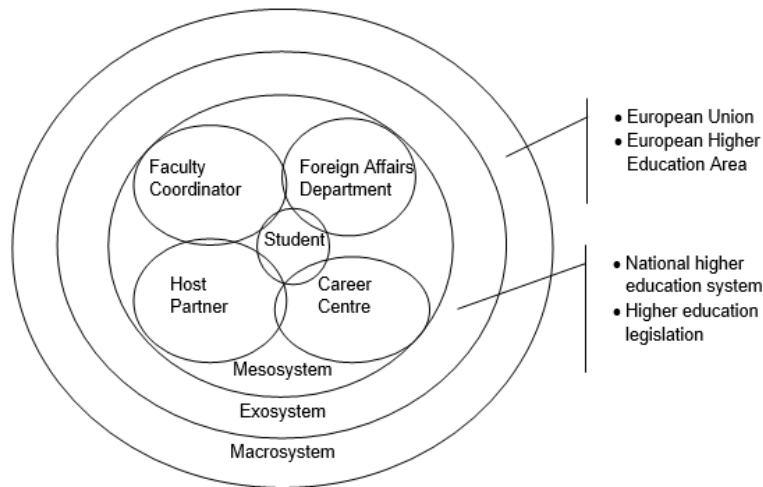 Faculty
Coordinator
Foreign Affairs
Department
Student
Host
Partner
Career
Centre
Mesosystem
Exosystem
Macrosystem
• European Union
• European Higher
Education Area
• National higher
education system
• Higher education
legislation